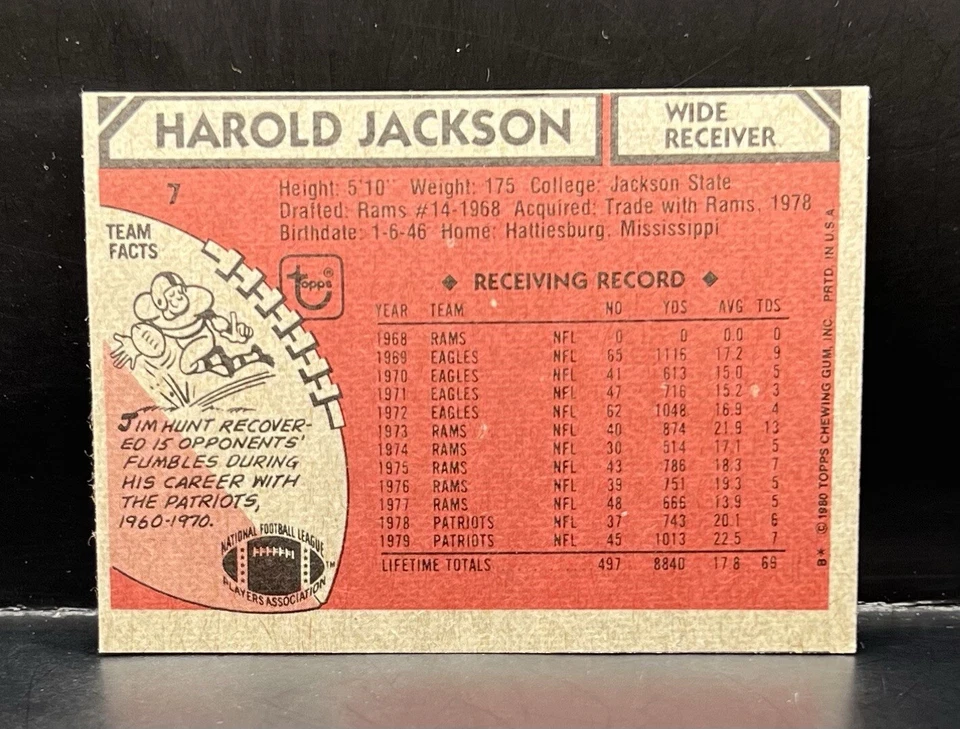 HAROLD JACKSON
WIDE
RECEIVER
7
Height: 5'10" Weight: 175 College: Jackson State
Drafted: Rams #14-1968 Acquired: Trade with Rams, 1978
Birthdate: 1-6-46 Home: Hattiesburg, Mississippi
TEAM
FACTS
topps®
JIM HUNT RECOVER-
ED 15 OPPONENTS'
FUMBLES DURING
HIS CAREER WITH
THE PATRIOTS,
1960-1970.
NATIONAL FOOTBALL LEAGUE
PLAYERS ASSOCIATION
TM
◆ RECEIVING RECORD ◆
YEAR TEAM NO YDS AVG TDS
1968 RAMS NFL 0 0 0.0 0
1969 EAGLES NFL 65 1116 17.2 9
1970 EAGLES NFL 41 613 15.0 5
1971 EAGLES NFL 47 716 15.2 3
1972 EAGLES NFL 62 1048 16.9 4
1973 RAMS NFL 40 874 21.9 13
1974 RAMS NFL 30 514 17.1 5
1975 RAMS NFL 43 786 18.3 7
1976 RAMS NFL 39 751 19.3 5
1977 RAMS NFL 48 666 13.9 5
1978 PATRIOTS NFL 37 743 20.1 6
1979 PATRIOTS NFL 45 1013 22.5 7
LIFETIME TOTALS 497 8840 17.8 69
B* © 1980 TOPPS CHEWING GUM, INC. PRTD. IN U.S.A.